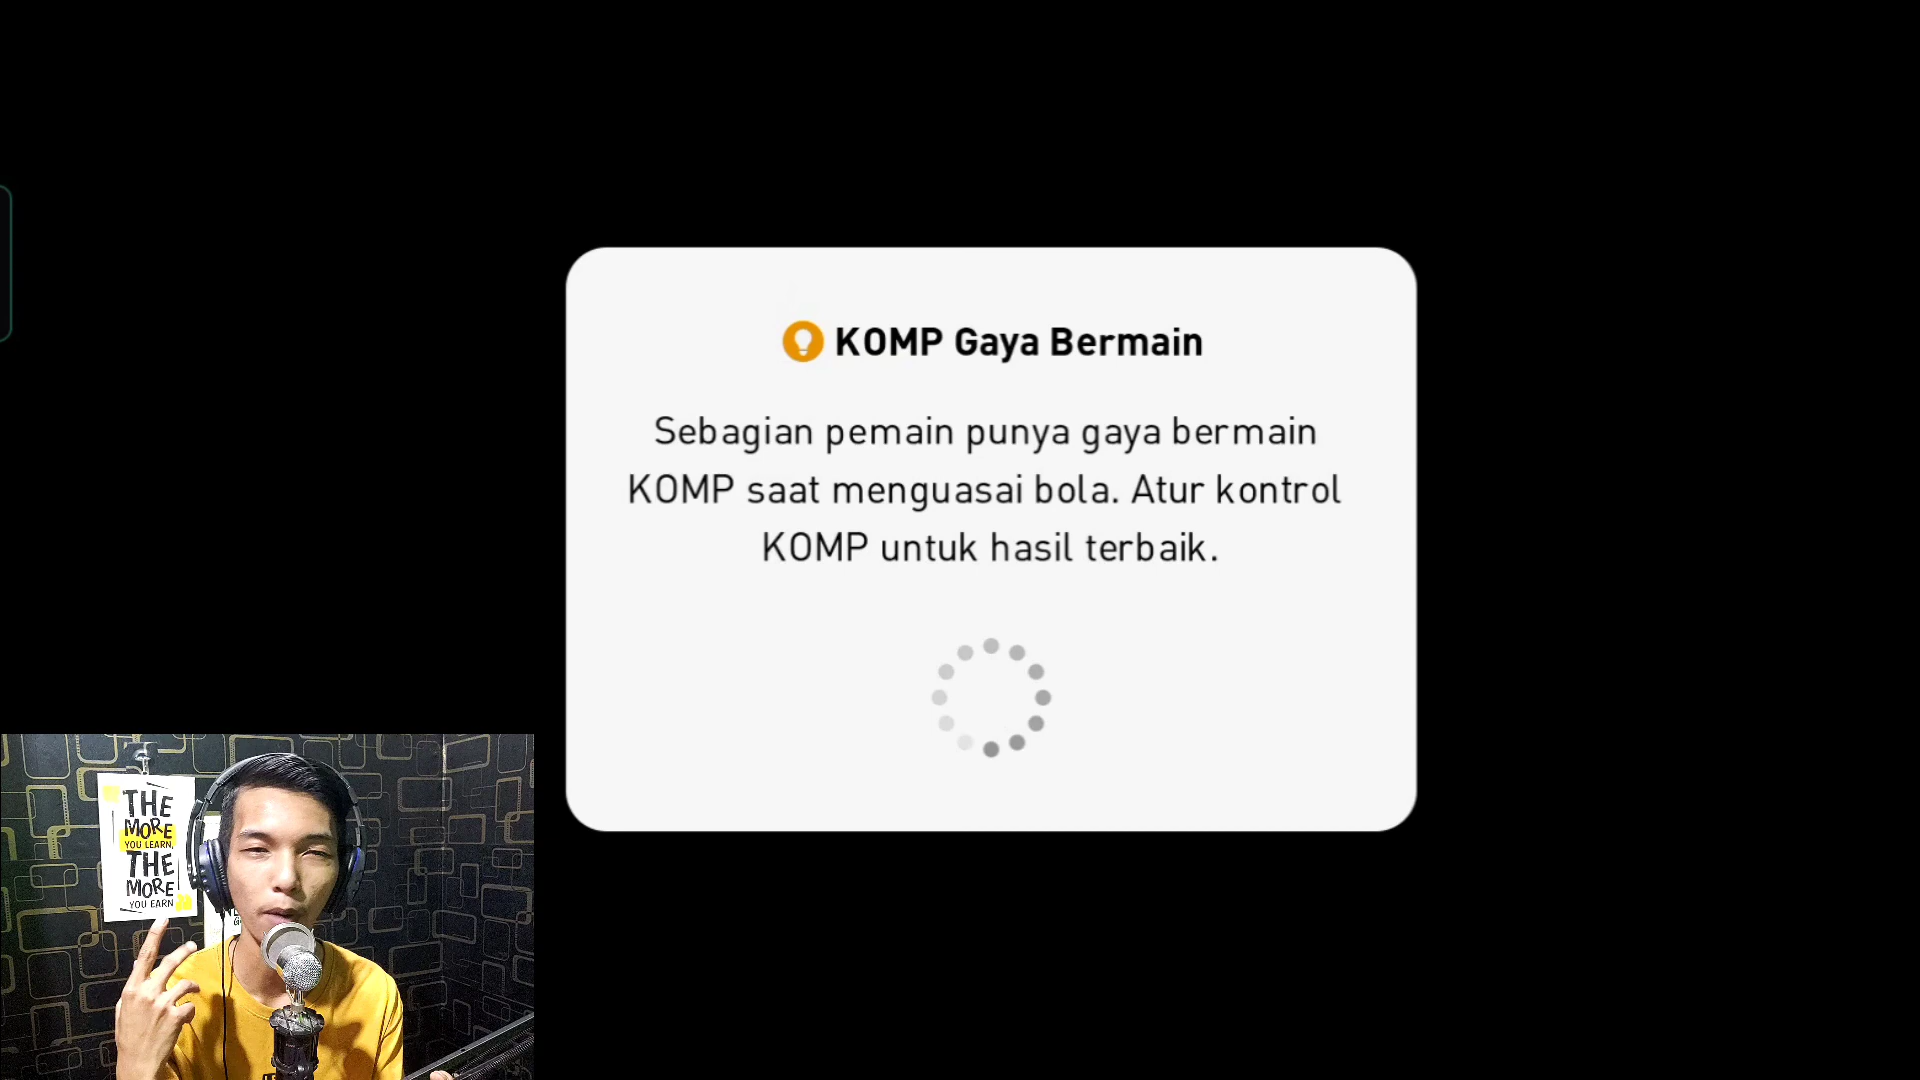 KOMP Gaya Bermain
Sebagian pemain punya gaya bermain
KOMP saat menguasai bola. Atur kontrol
KOMP untuk hasil terbaik.
THE
MORE
YOU LEARN,
THE
MORE
YOU EARN